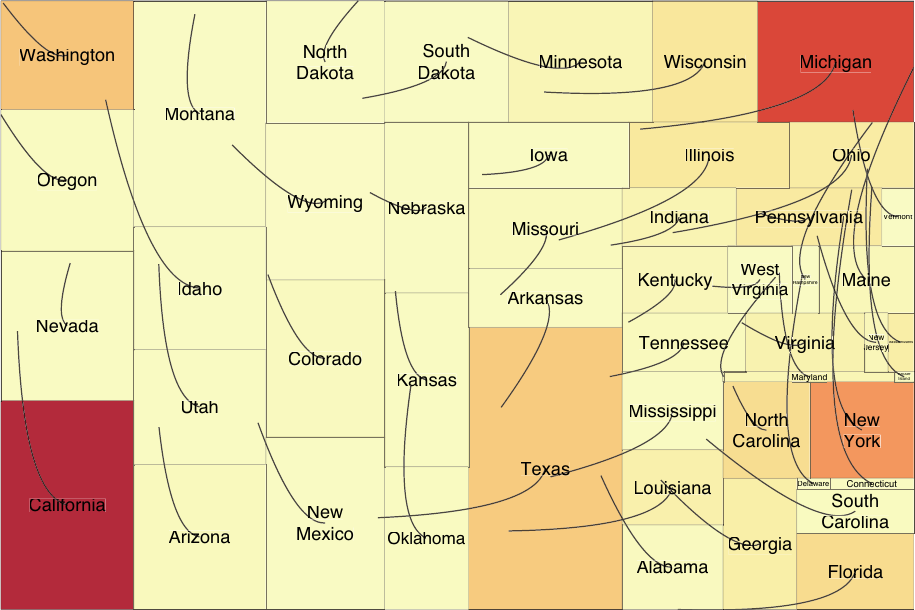 Washington
Montana
North
Dakota
South
Dakota
Minnesota
Wisconsin
Michigan
Oregon
Wyoming
Nebraska
Iowa
Illinois
Ohio
Missouri
Indiana
Pennsylvania
Vermont
Nevada
Idaho
Colorado
Kansas
Arkansas
Kentucky
West
Virginia
New
Hampshire
Maine
Tennessee
Virginia
New
Jersey
Maryland
California
Utah
Arizona
New
Mexico
Oklahoma
Texas
Mississippi
North
Carolina
New
York
Louisiana
Delaware
Connecticut
South
Carolina
Alabama
Georgia
Florida